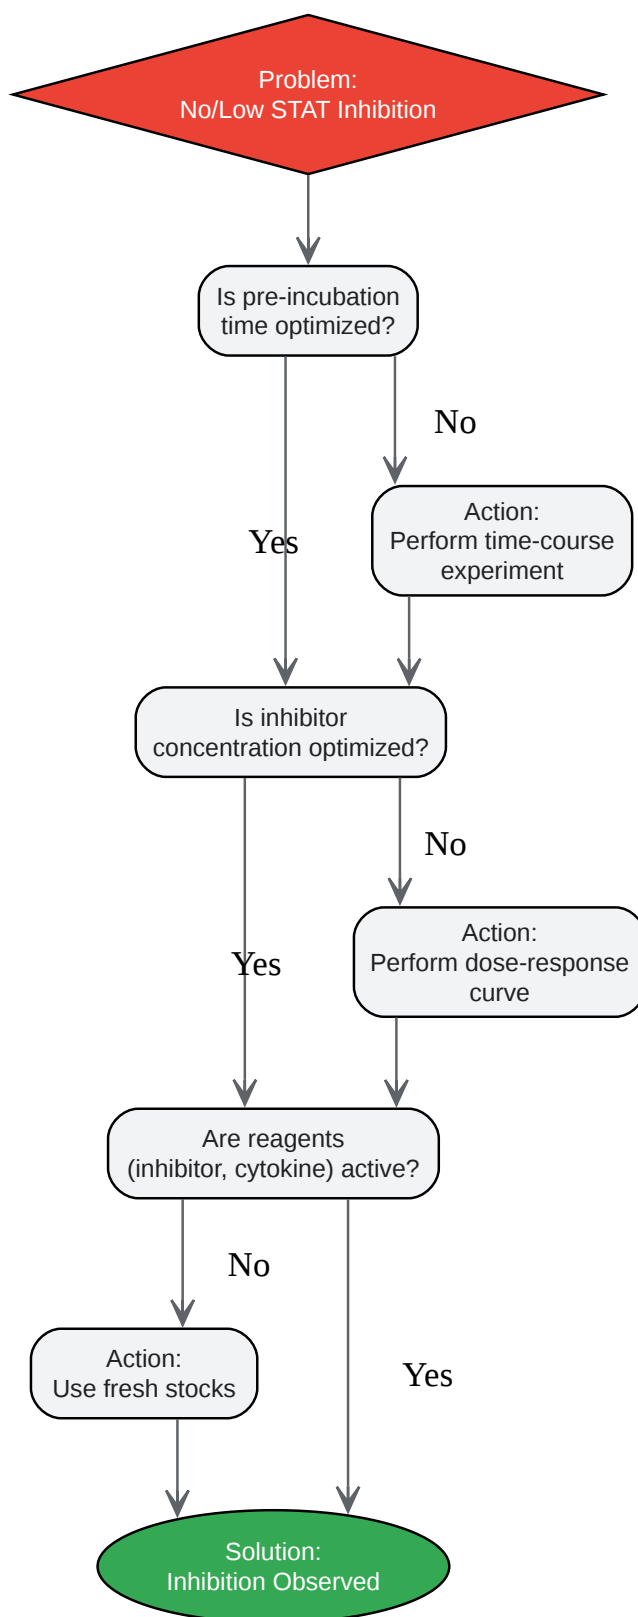 Problem:
No/Low STAT Inhibition
Is pre-incubation
time optimized?
No
Action:
Perform time-course
experiment
Yes
Is inhibitor
concentration optimized?
No
Action:
Perform dose-response
curve
Yes
Are reagents
(inhibitor, cytokine) active?
No
Action:
Use fresh stocks
Yes
Solution:
Inhibition Observed